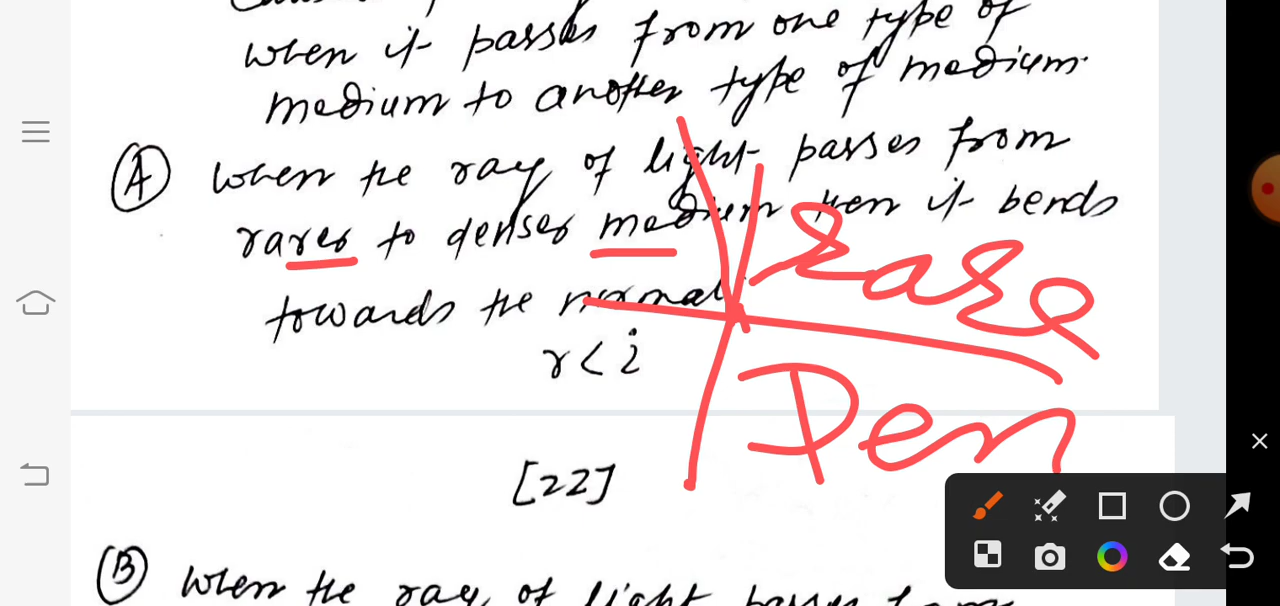 when it passes from one type of
medium to another type of medium.
(A) when the ray of light passes from
rarer to denser medium then it bends
towards the normal
r < i
Rare
Den
[22]
(B) when the ray of light passes from